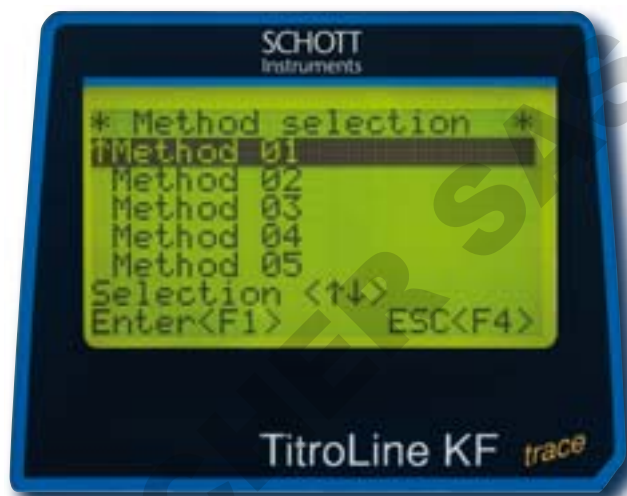 SCHOTT
Instruments
* Method selection *
↑Method 01
Method 02
Method 03
Method 04
Method 05
Selection <↑↓>
Enter<F1> ESC<F4>
TitroLine KF trace